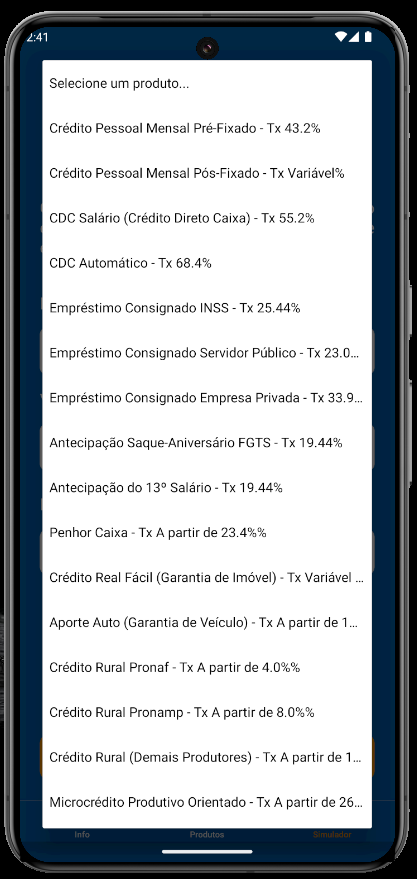 2:41
Selecione um produto...
Crédito Pessoal Mensal Pré-Fixado - Tx 43.2%
Crédito Pessoal Mensal Pós-Fixado - Tx Variável%
CDC Salário (Crédito Direto Caixa) - Tx 55.2%
CDC Automático - Tx 68.4%
Empréstimo Consignado INSS - Tx 25.44%
Empréstimo Consignado Servidor Público - Tx 23.0...
Empréstimo Consignado Empresa Privada - Tx 33.9...
Antecipação Saque-Aniversário FGTS - Tx 19.44%
Antecipação do 13º Salário - Tx 19.44%
Penhor Caixa - Tx A partir de 23.4%%
Crédito Real Fácil (Garantia de Imóvel) - Tx Variável ...
Aporte Auto (Garantia de Veículo) - Tx A partir de 1...
Crédito Rural Pronaf - Tx A partir de 4.0%%
Crédito Rural Pronamp - Tx A partir de 8.0%%
Crédito Rural (Demais Produtores) - Tx A partir de 1...
Microcrédito Produtivo Orientado - Tx A partir de 26...
Info Produtos Simulador